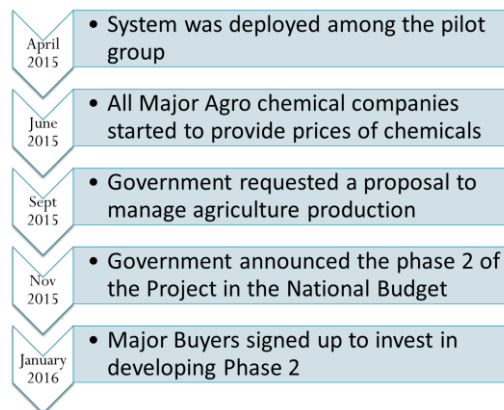 April
2015
• System was deployed among the pilot
group
June
2015
• All Major Agro chemical companies
started to provide prices of chemicals
Sept
2015
• Government requested a proposal to
manage agriculture production
Nov
2015
• Government announced the phase 2 of
the Project in the National Budget
January
2016
• Major Buyers signed up to invest in
developing Phase 2